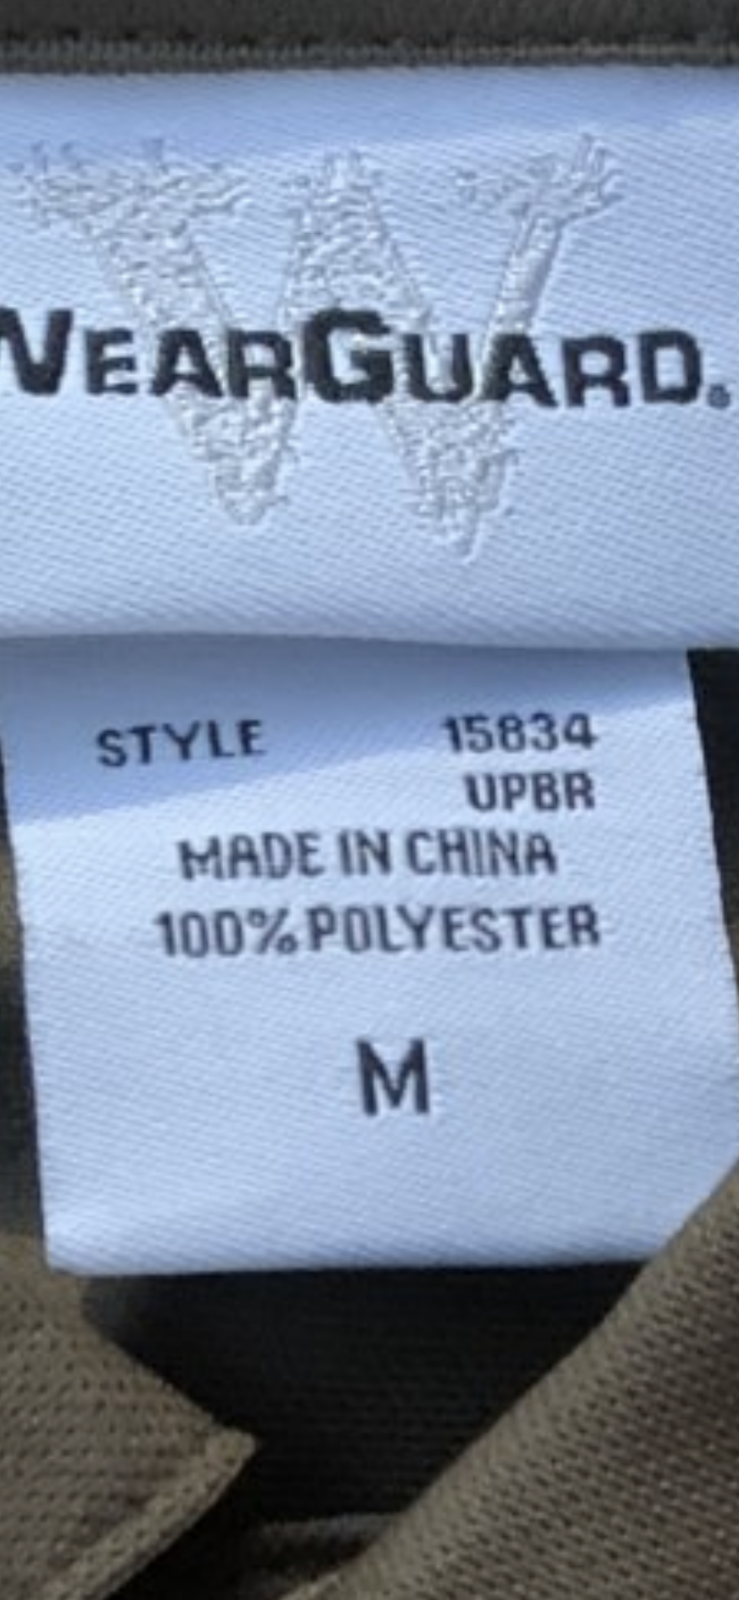 W
WEARGUARD®
STYLE 15834
UPBR
MADE IN CHINA
100% POLYESTER
M